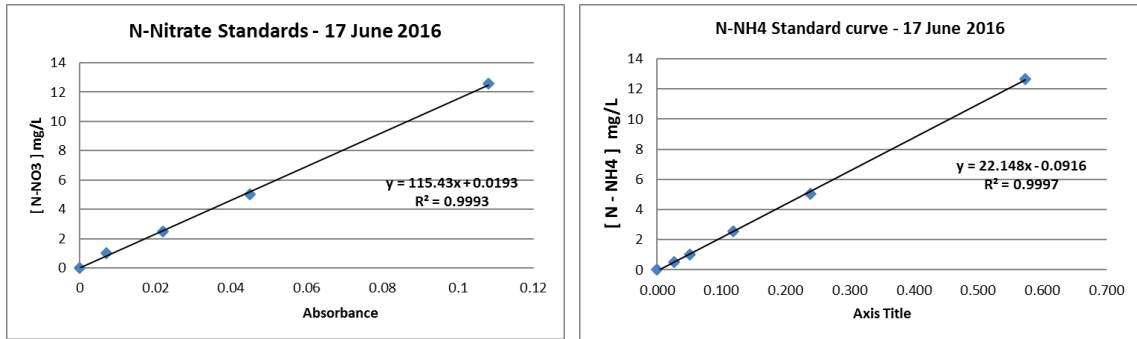 N-Nitrate Standards - 17 June 2016
[ N-NO3 ] mg/L
14
12
10
8
6
4
2
0
y = 115.43x + 0.0193
R² = 0.9993
0 0.02 0.04 0.06 0.08 0.1 0.12
Absorbance
N-NH4 Standard curve - 17 June 2016
[ N - NH4 ] mg/L
14
12
10
8
6
4
2
0
y = 22.148x - 0.0916
R² = 0.9997
0.000 0.100 0.200 0.300 0.400 0.500 0.600 0.700
Axis Title